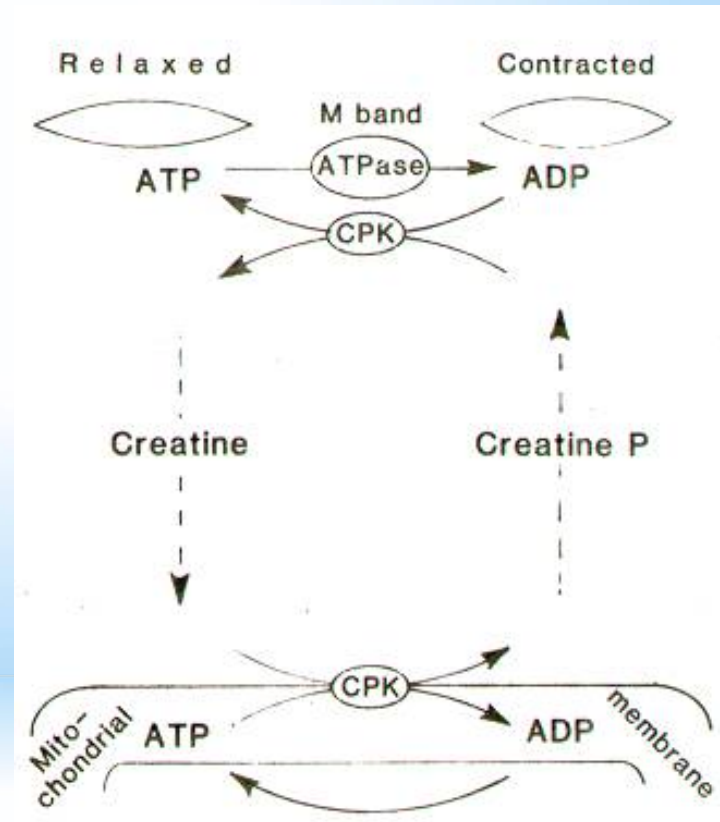 Relaxed
Contracted
M band
ATP
ATPase
ADP
CPK
Creatine
Creatine P
CPK
Mito-
chondrial
ATP
ADP
membrane